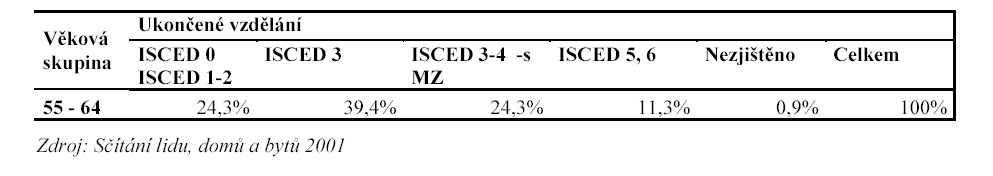 Věková skupina Ukončené vzdělání
ISCED 0 ISCED 1-2 ISCED 3 ISCED 3-4 -s MZ ISCED 5, 6 Nezjištěno Celkem
55 - 64 24,3% 39,4% 24,3% 11,3% 0,9% 100%
Zdroj: Sčítání lidu, domů a bytů 2001